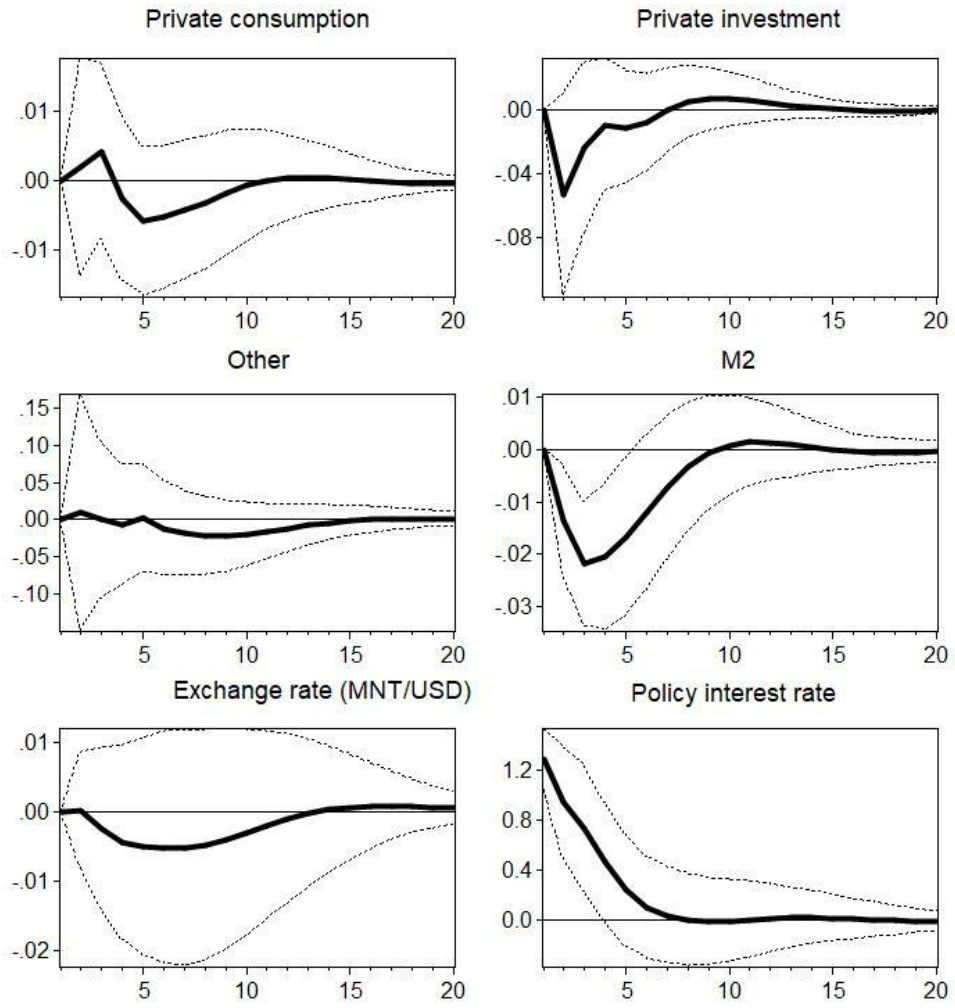 Private consumption
.01
.00
-.01
5 10 15 20
Private investment
.00
-.04
-.08
5 10 15 20
Other
.15
.10
.05
.00
-.05
-.10
5 10 15 20
M2
.01
.00
-.01
-.02
-.03
5 10 15 20
Exchange rate (MNT/USD)
.01
.00
-.01
-.02
5 10 15 20
Policy interest rate
1.2
0.8
0.4
0.0
5 10 15 20